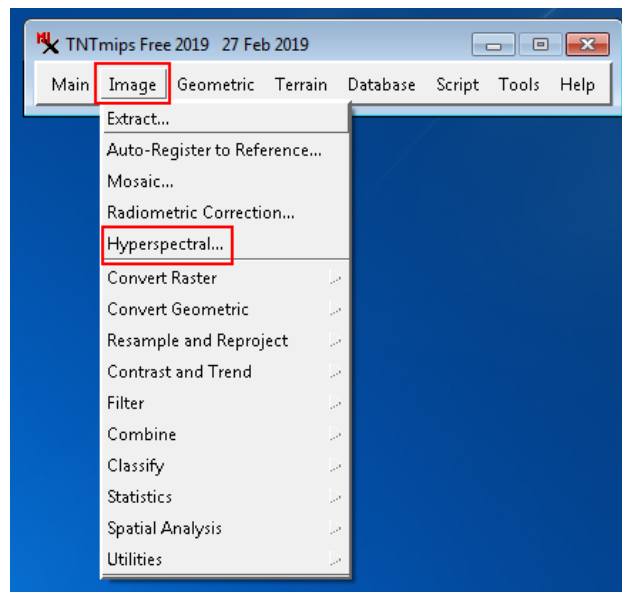 TNTmips Free 2019 27 Feb 2019
Main Image Geometric Terrain Database Script Tools Help
Extract...
Auto-Register to Reference...
Mosaic...
Radiometric Correction...
Hyperspectral...
Convert Raster
Convert Geometric
Resample and Reproject
Contrast and Trend
Filter
Combine
Classify
Statistics
Spatial Analysis
Utilities